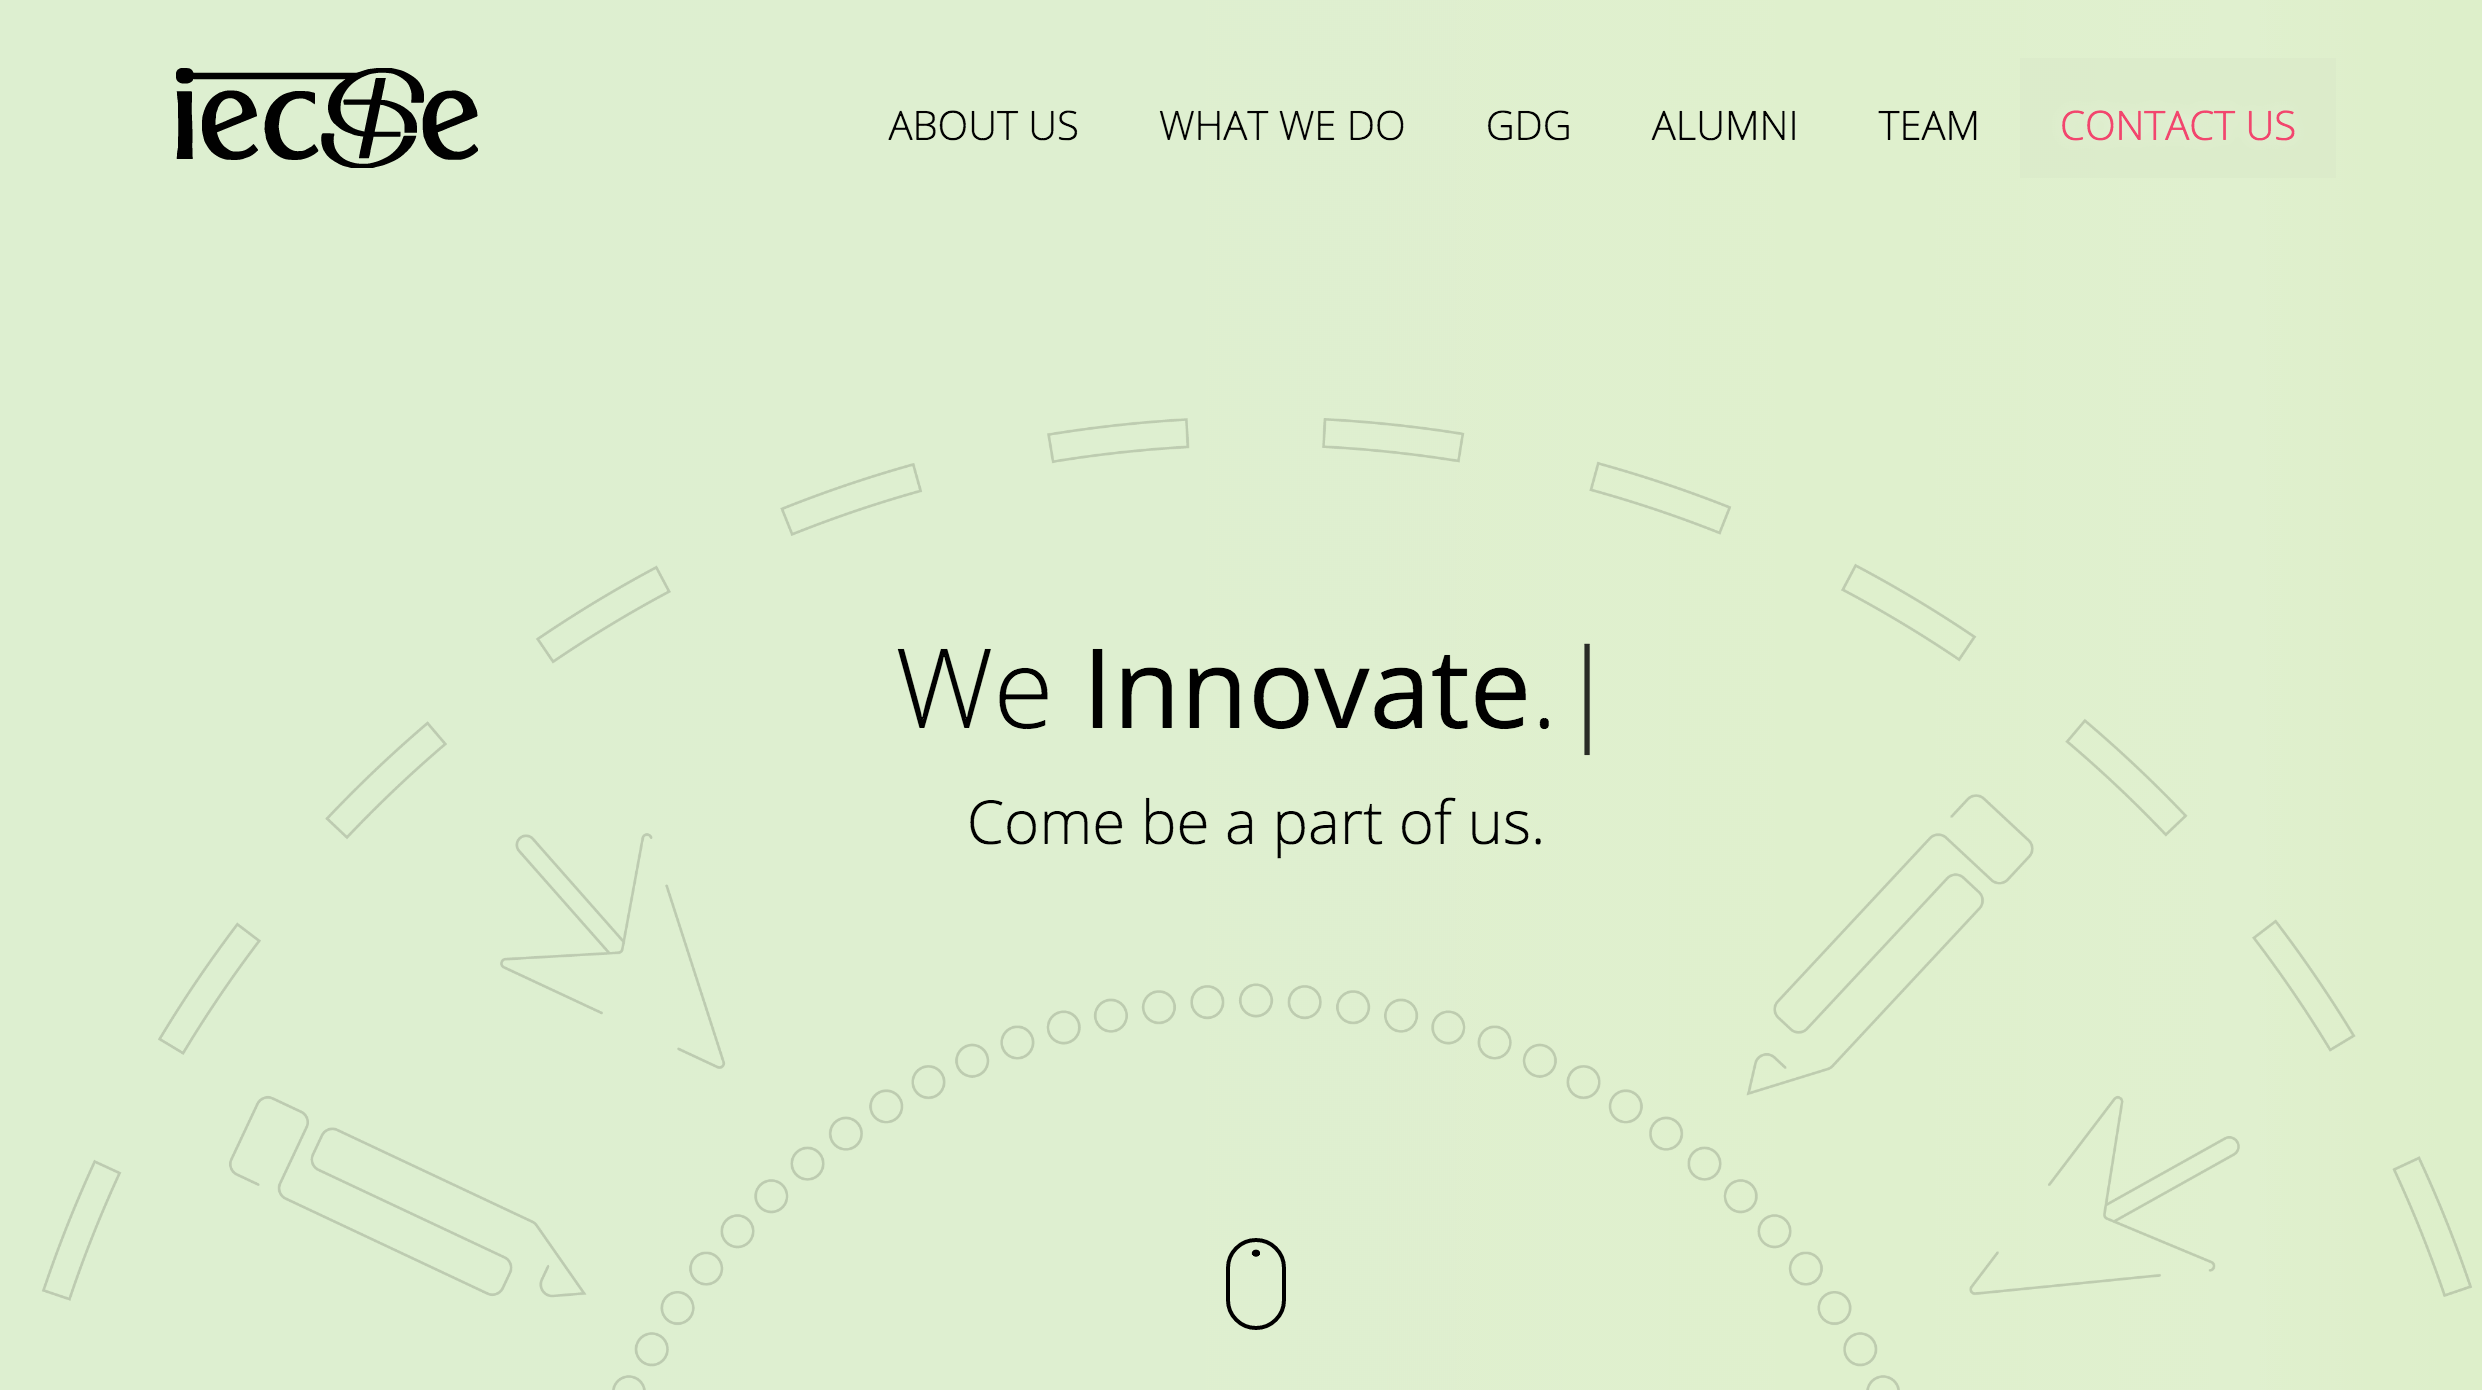 iecse
ABOUT US WHAT WE DO GDG ALUMNI TEAM CONTACT US
We Innovate. |
Come be a part of us.